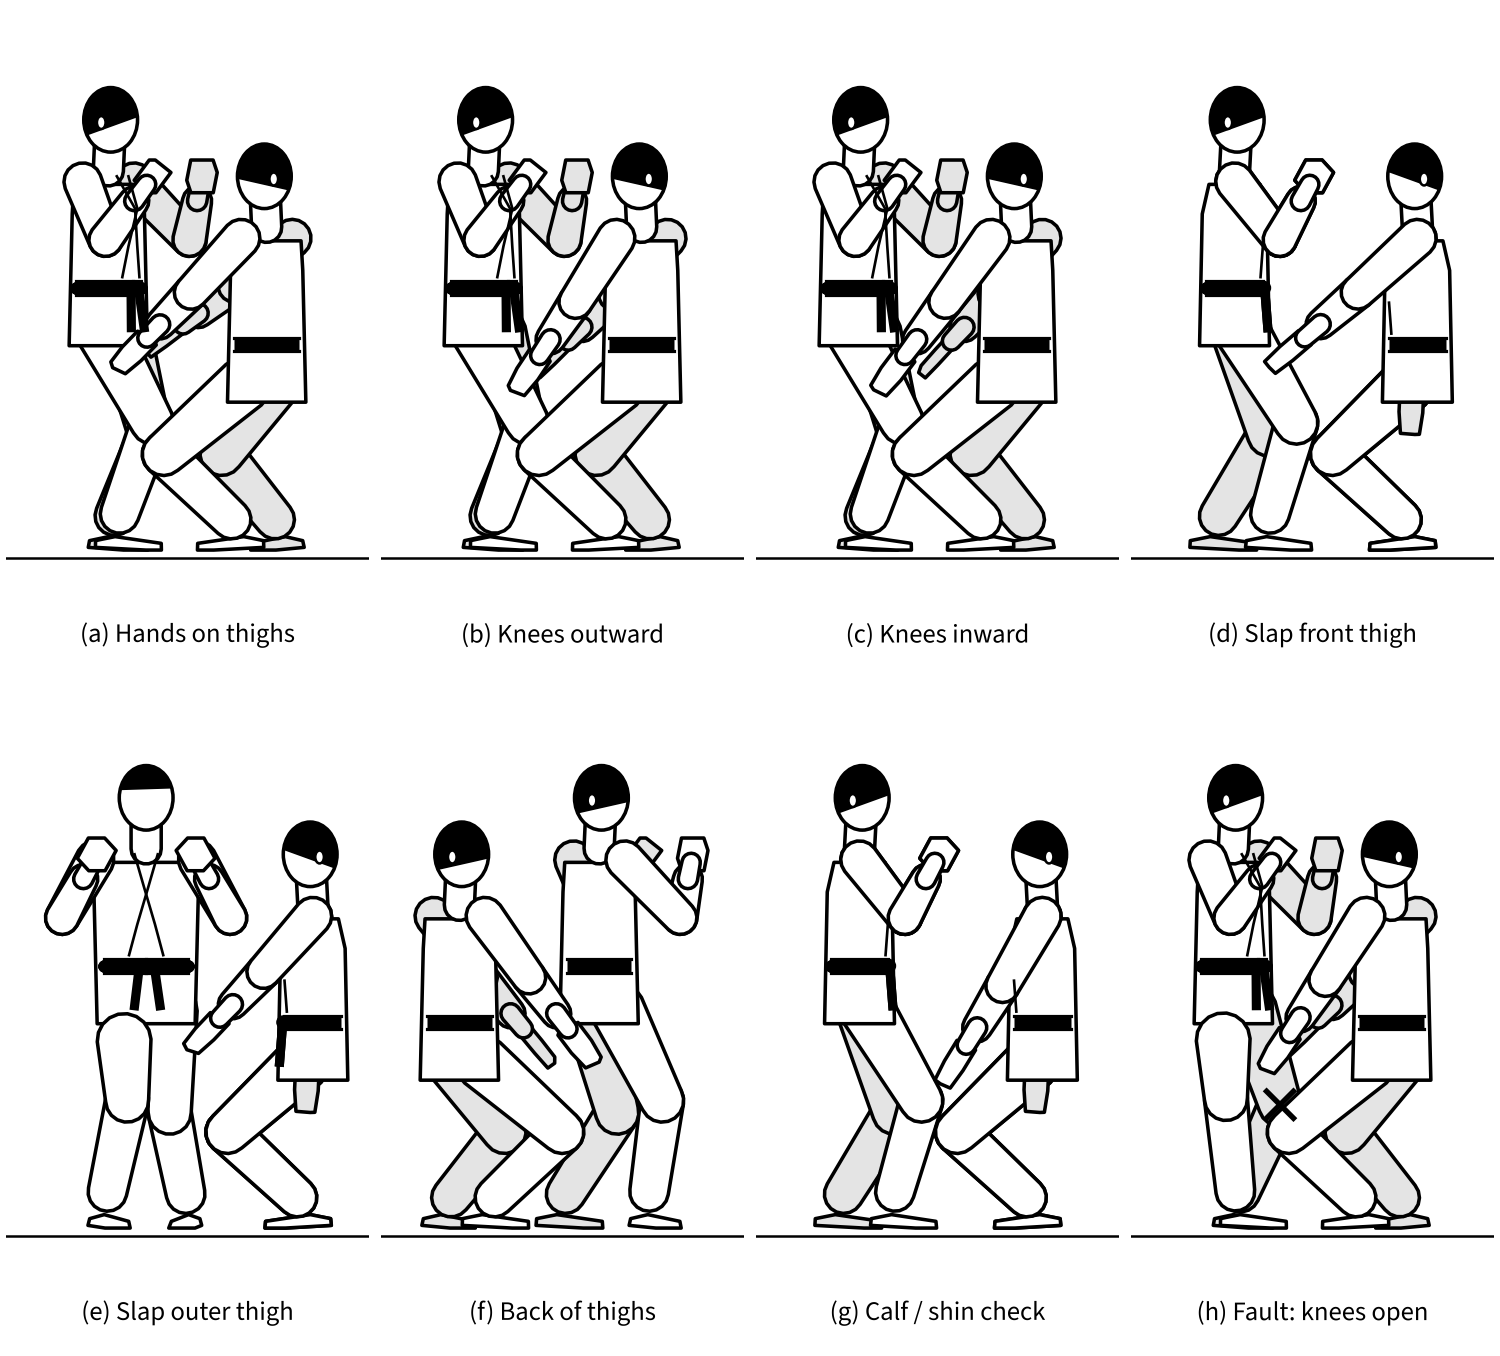 (a) Hands on thighs
(b) Knees outward
(c) Knees inward
(d) Slap front thigh
(e) Slap outer thigh
(f) Back of thighs
(g) Calf / shin check
(h) Fault: knees open